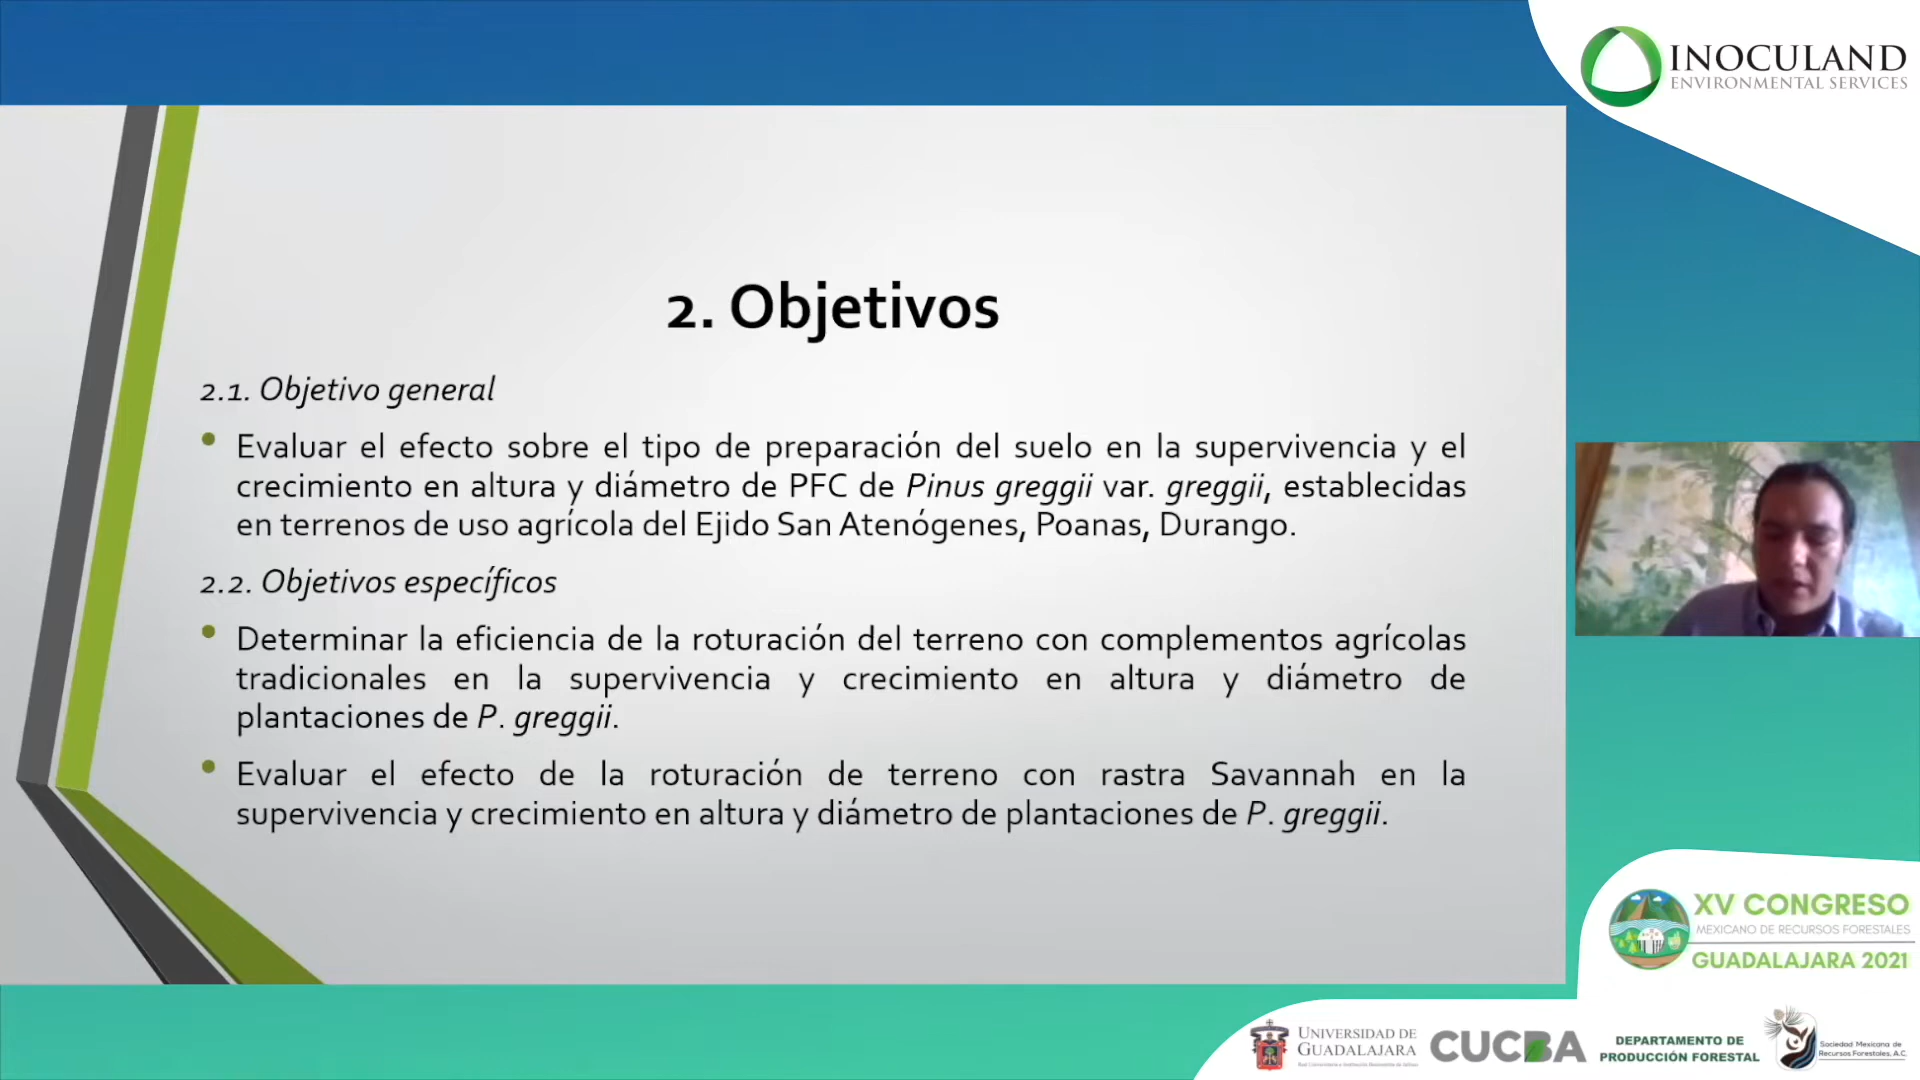 INOCULAND
ENVIRONMENTAL SERVICES
2. Objetivos
2.1. Objetivo general
• Evaluar el efecto sobre el tipo de preparación del suelo en la supervivencia y el
crecimiento en altura y diámetro de PFC de Pinus greggii var. greggii, establecidas
en terrenos de uso agrícola del Ejido San Atenógenes, Poanas, Durango.
2.2. Objetivos específicos
• Determinar la eficiencia de la roturación del terreno con complementos agrícolas
tradicionales en la supervivencia y crecimiento en altura y diámetro de
plantaciones de P. greggii.
• Evaluar el efecto de la roturación de terreno con rastra Savannah en la
supervivencia y crecimiento en altura y diámetro de plantaciones de P. greggii.
XV CONGRESO
MEXICANO DE RECURSOS FORESTALES
GUADALAJARA 2021
UNIVERSIDAD DE
GUADALAJARA
CUCBA
DEPARTAMENTO DE
PRODUCCIÓN FORESTAL
Sociedad Mexicana de
Recursos Forestales, A.C.